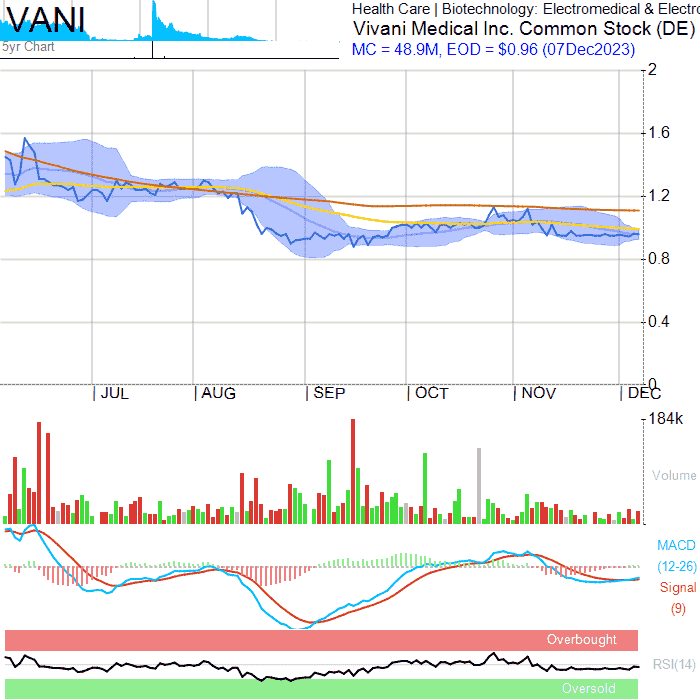 VANI
5yr Chart
Health Care | Biotechnology: Electromedical & Electro
Vivani Medical Inc. Common Stock (DE)
MC = 48.9M, EOD = $0.96 (07Dec2023)
2
1.6
1.2
0.8
0.4
0
JUL AUG SEP OCT NOV DEC
184k
Volume
MACD
(12-26)
Signal
(9)
Overbought
RSI(14)
Oversold